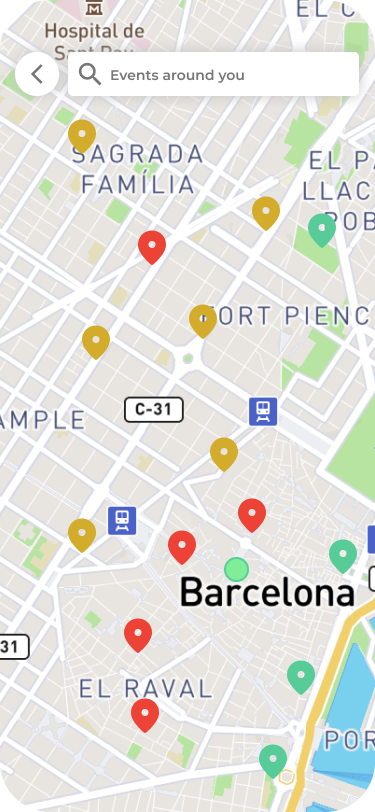 EL C
Hospital de
Sant Pau
Events around you
SAGRADA
FAMÍLIA
EL PA
LLAC
POB
FORT PIENC
C-31
AMPLE
Barcelona
31
EL RAVAL
POR